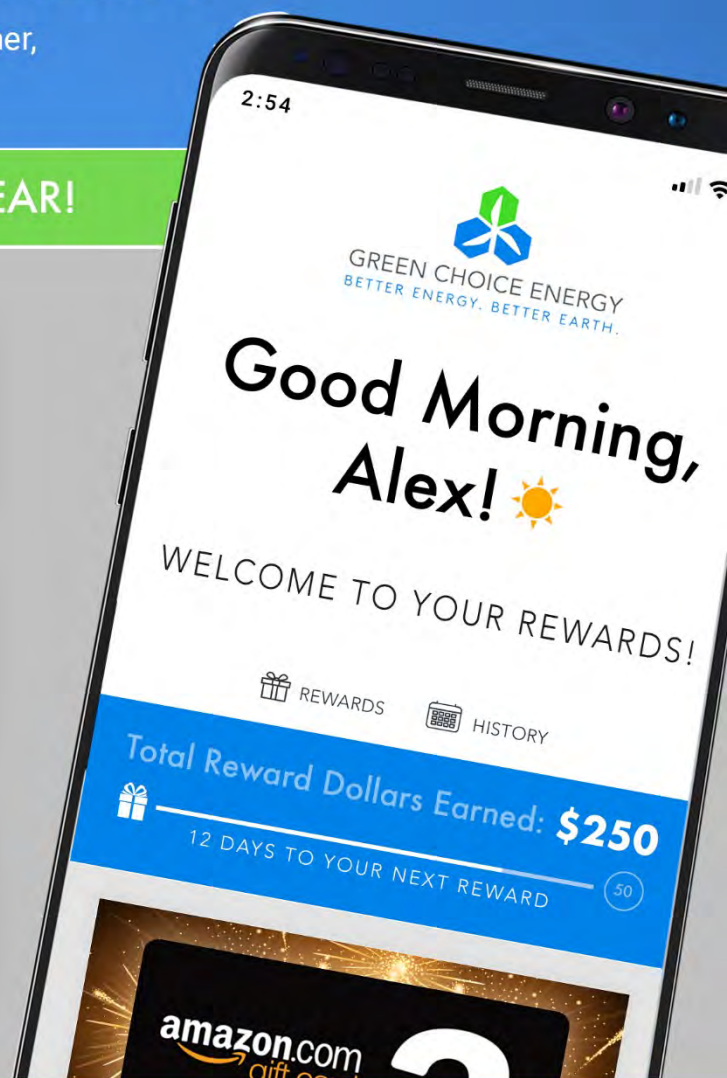 2:54
EAR!
GREEN CHOICE ENERGY
BETTER ENERGY. BETTER EARTH.
Good Morning,
Alex!
WELCOME TO YOUR REWARDS!
REWARDS HISTORY
Total Reward Dollars Earned: $250
12 DAYS TO YOUR NEXT REWARD 50
amazon.com